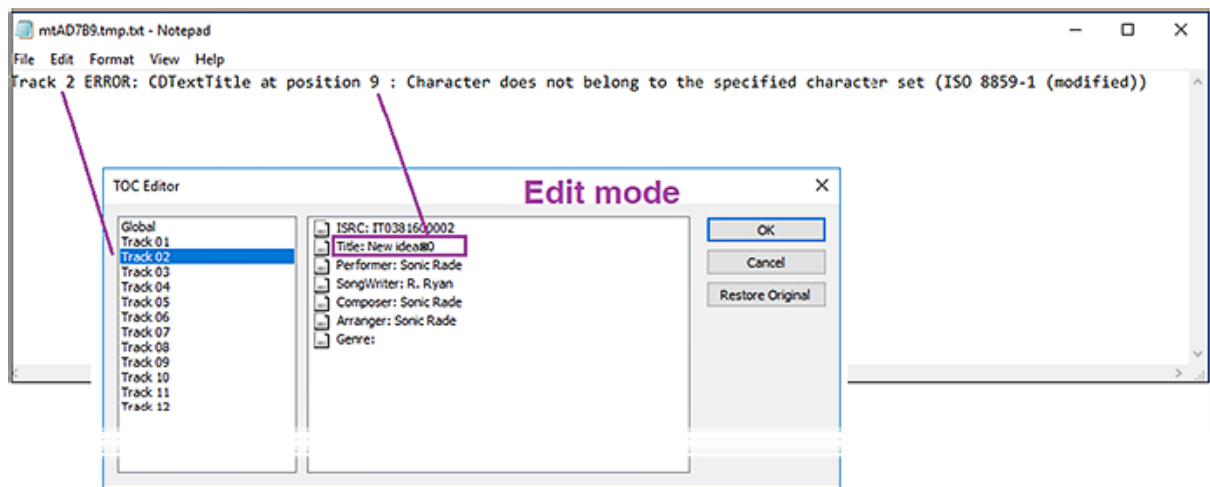 mtAD7B9.tmp.txt - Notepad
File Edit Format View Help
Track 2 ERROR: CDTextTitle at position 9 : Character does not belong to the specified character set (ISO 8859-1 (modified))
TOC Editor
Edit mode
Global
Track 01
Track 02
Track 03
Track 04
Track 05
Track 06
Track 07
Track 08
Track 09
Track 10
Track 11
Track 12
ISRC: IT0381600002
Title: New idea
Performer: Sonic Rade
SongWriter: R. Ryan
Composer: Sonic Rade
Arranger: Sonic Rade
Genre:
OK
Cancel
Restore Original